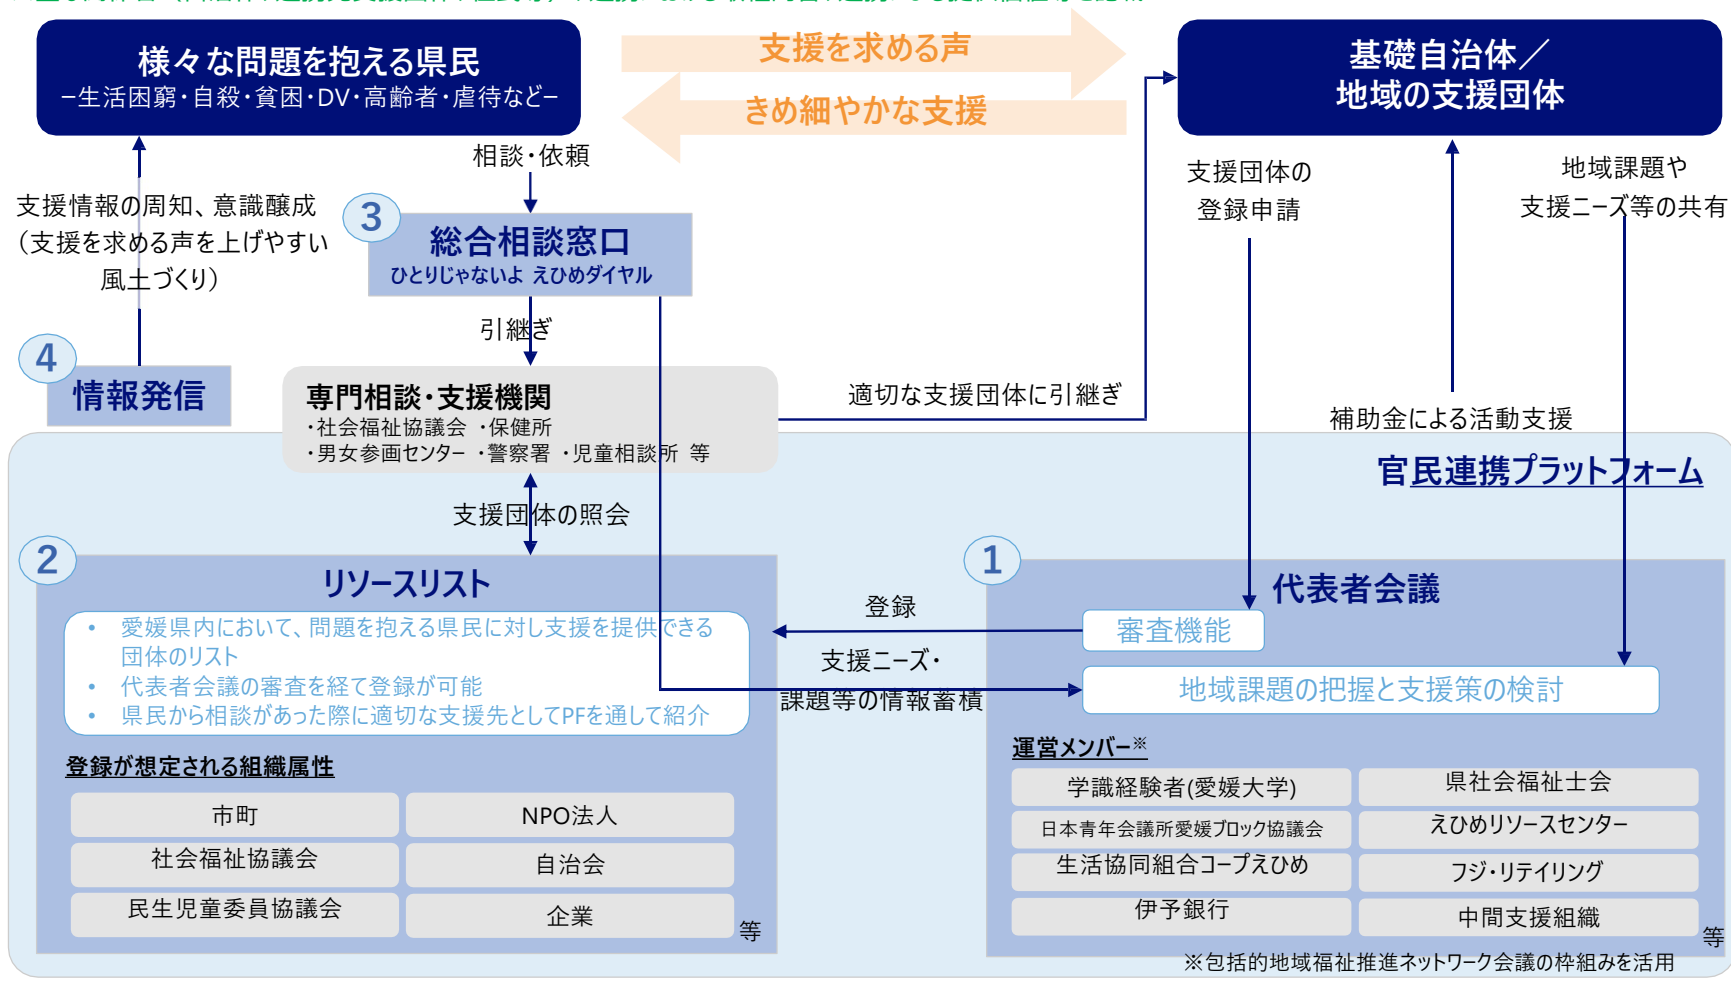 様々な問題を抱える県民
−生活困窮・自殺・貧困・DV・高齢者・虐待など−
支援を求める声
きめ細やかな支援
基礎自治体／
地域の支援団体
相談・依頼
支援情報の周知、意識醸成
（支援を求める声を上げやすい
風土づくり）
③
総合相談窓口
ひとりじゃないよ えひめダイヤル
支援団体の
登録申請
地域課題や
支援ニーズ等の共有
引継ぎ
④
情報発信
専門相談・支援機関
・社会福祉協議会 ・保健所
・男女参画センター ・警察署 ・児童相談所 等
適切な支援団体に引継ぎ
補助金による活動支援
官民連携プラットフォーム
支援団体の照会
②
リソースリスト
• 愛媛県内において、問題を抱える県民に対し支援を提供できる
団体のリスト
• 代表者会議の審査を経て登録が可能
• 県民から相談があった際に適切な支援先としてPFを通して紹介
登録が想定される組織属性
市町
NPO法人
社会福祉協議会
自治会
民生児童委員協議会
企業
等
登録
支援ニーズ・
課題等の情報蓄積
①
代表者会議
審査機能
地域課題の把握と支援策の検討
運営メンバー※
学識経験者(愛媛大学)
県社会福祉士会
日本青年会議所愛媛ブロック協議会
えひめリソースセンター
生活協同組合コープえひめ
フジ・リテイリング
伊予銀行
中間支援組織
等
※包括的地域福祉推進ネットワーク会議の枠組みを活用